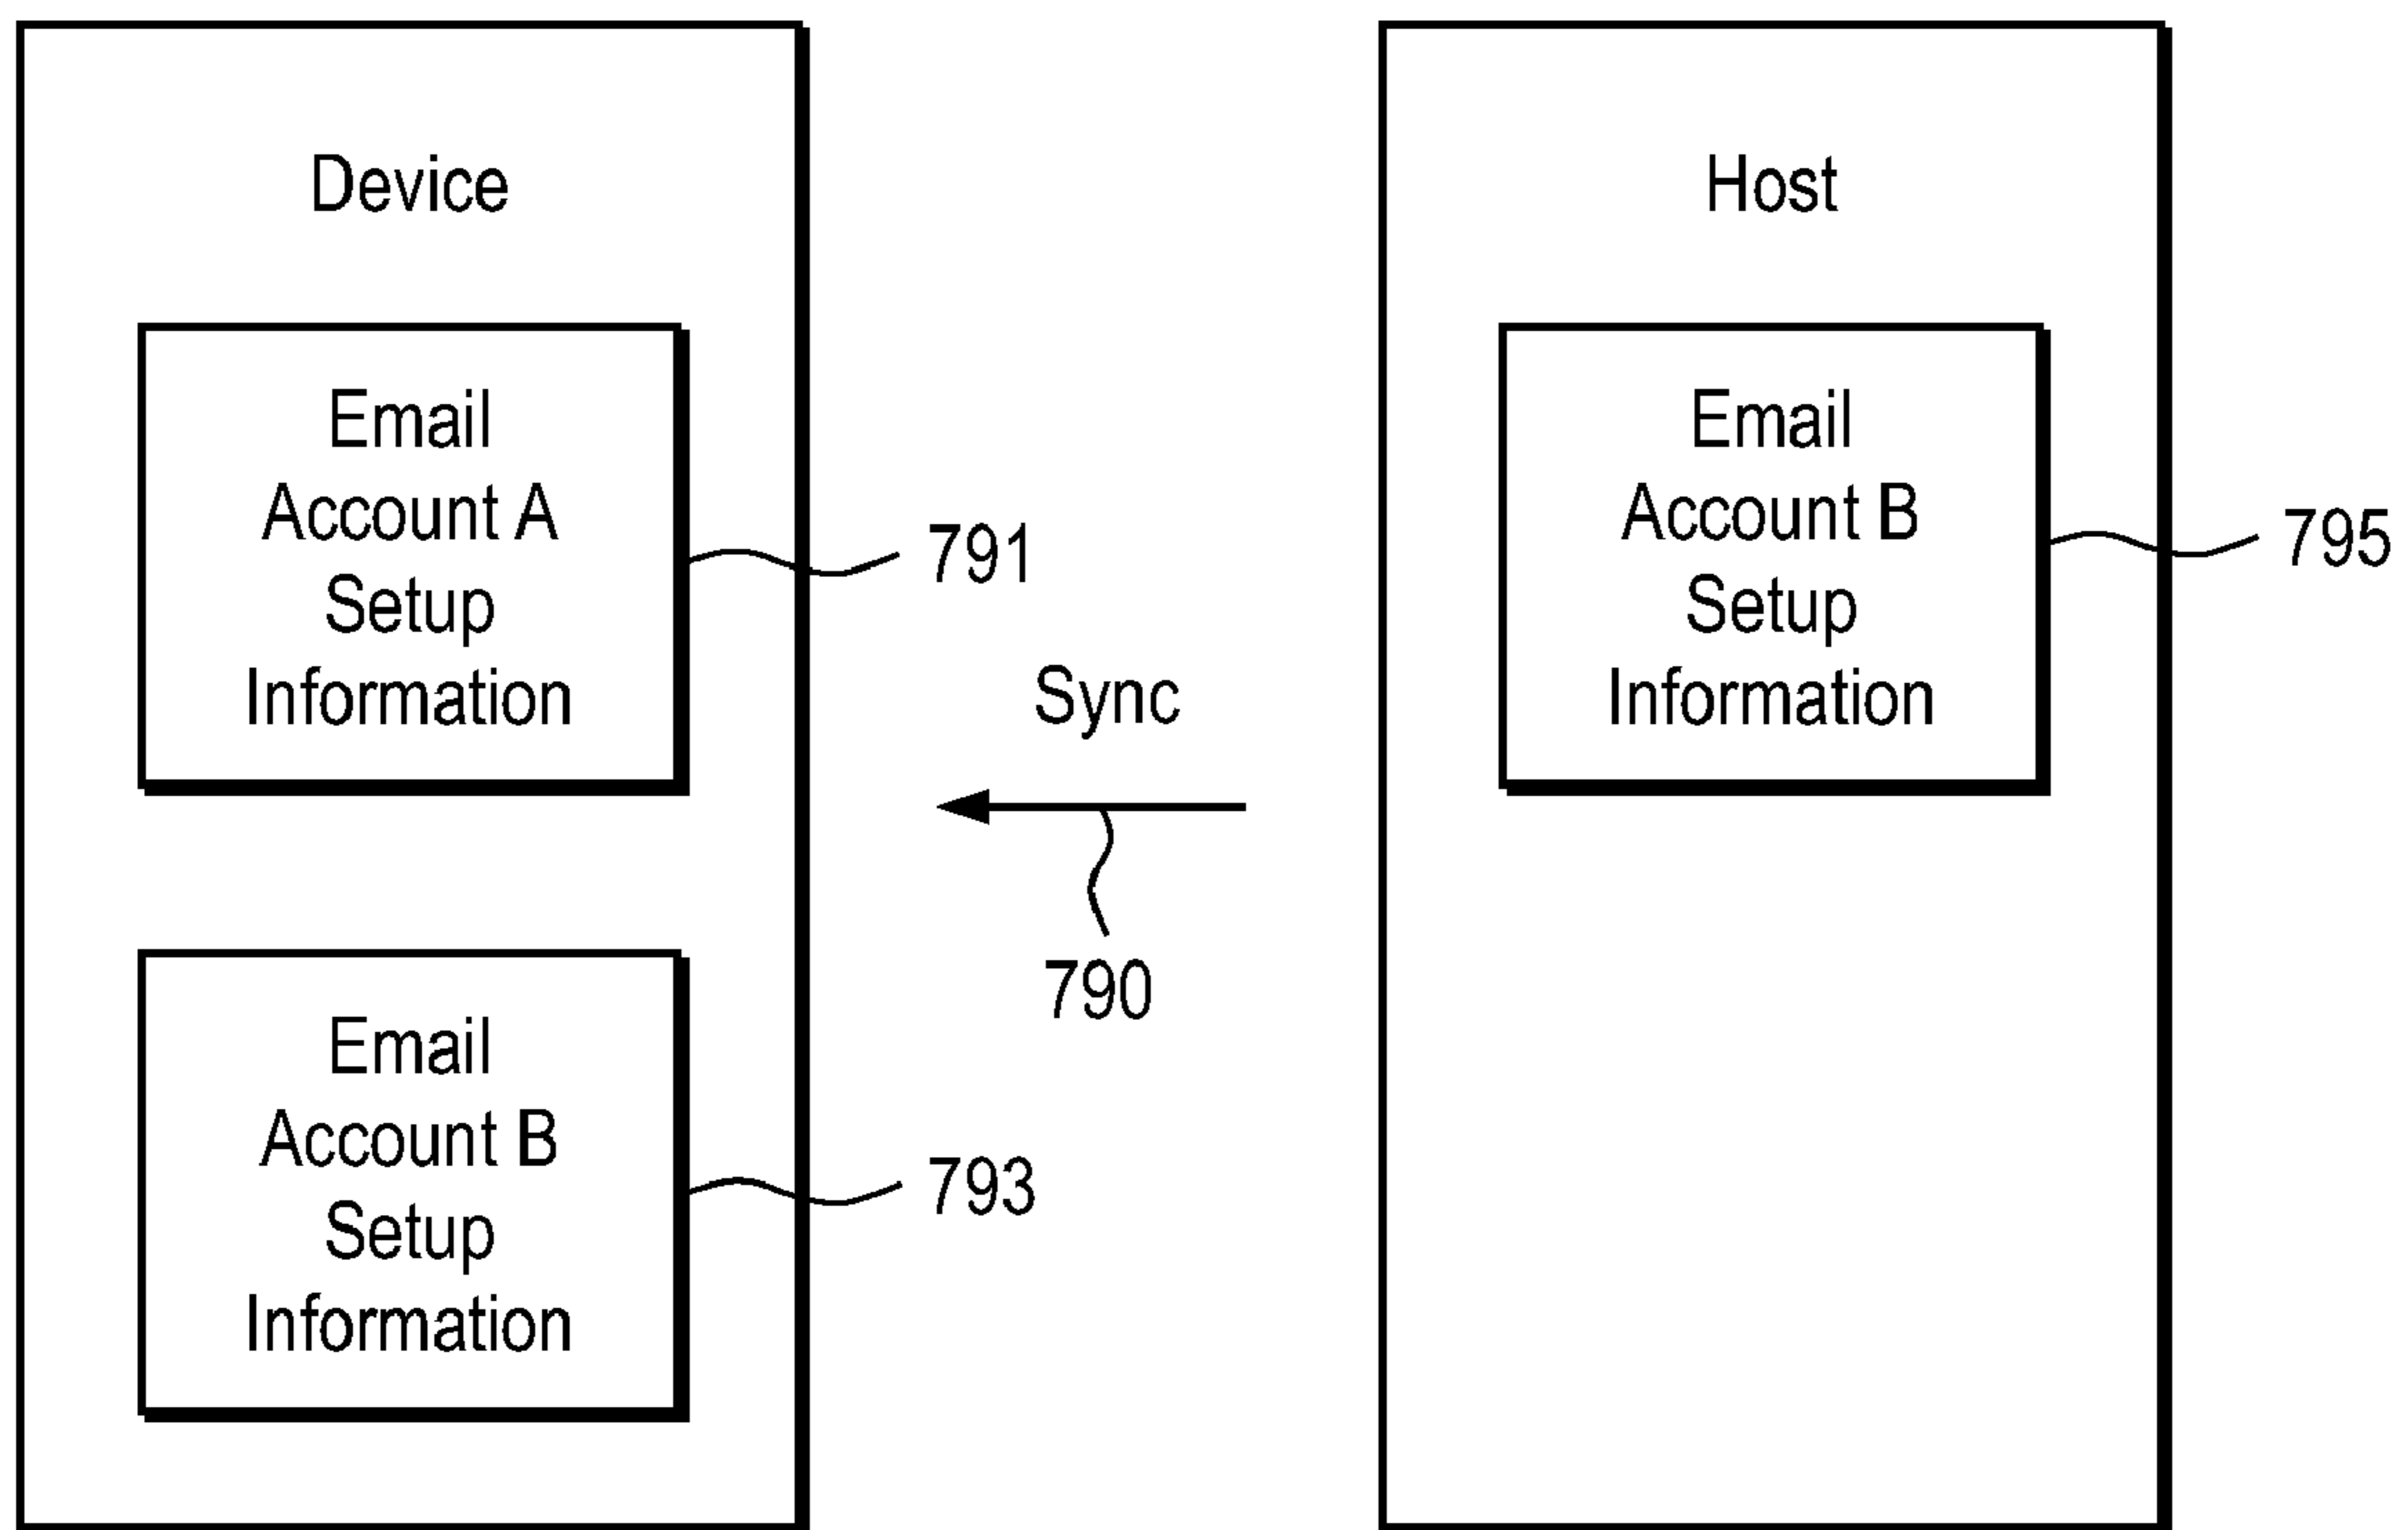 Device
Email
Account A
Setup
Information
791
Email
Account B
Setup
Information
793
Sync
790
Host
Email
Account B
Setup
Information
795